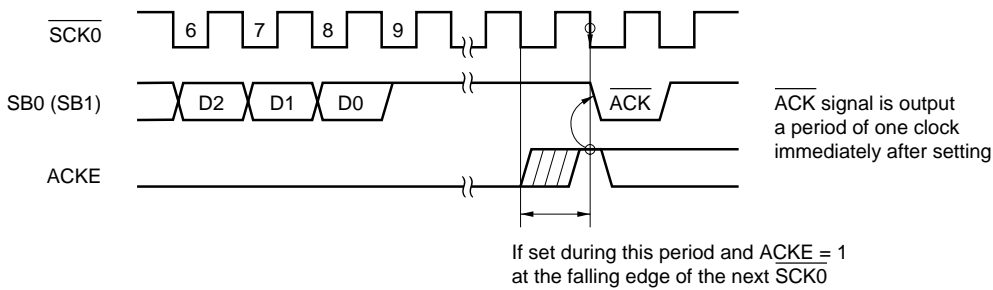 SCK0
6 7 8 9
SB0 (SB1)
D2 D1 D0 ACK
ACK signal is output
a period of one clock
immediately after setting
ACKE
If set during this period and ACKE = 1
at the falling edge of the next SCK0